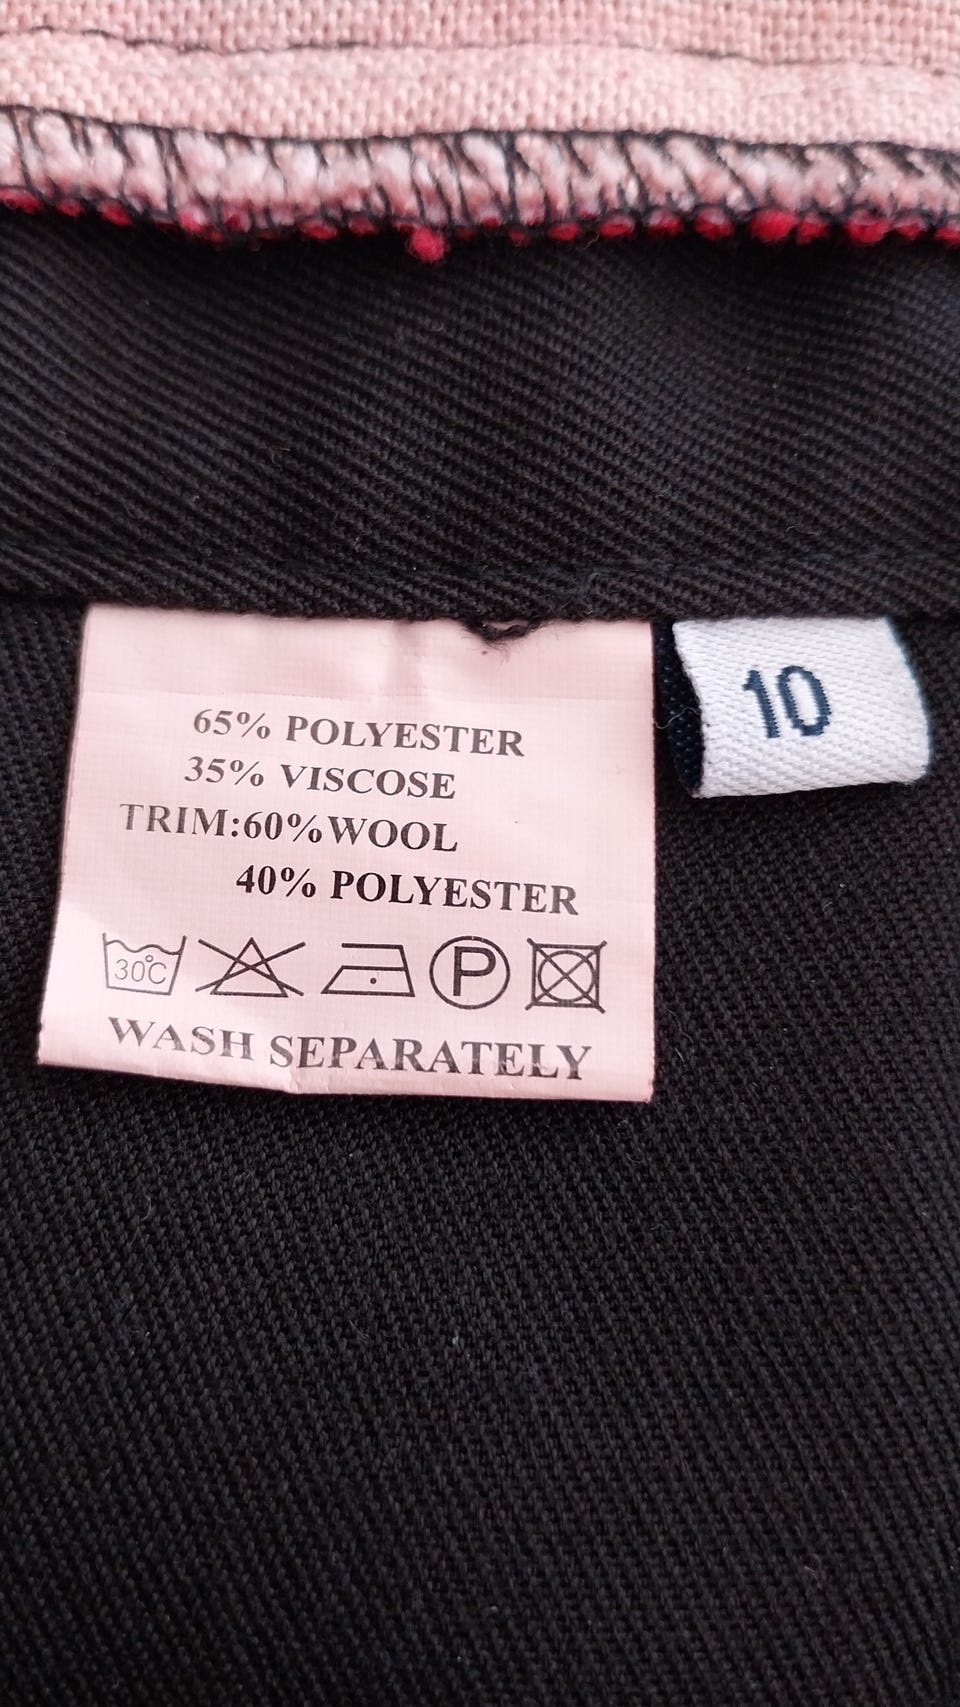 65% POLYESTER
35% VISCOSE
TRIM:60%WOOL
40% POLYESTER
30°C
P
WASH SEPARATELY
10